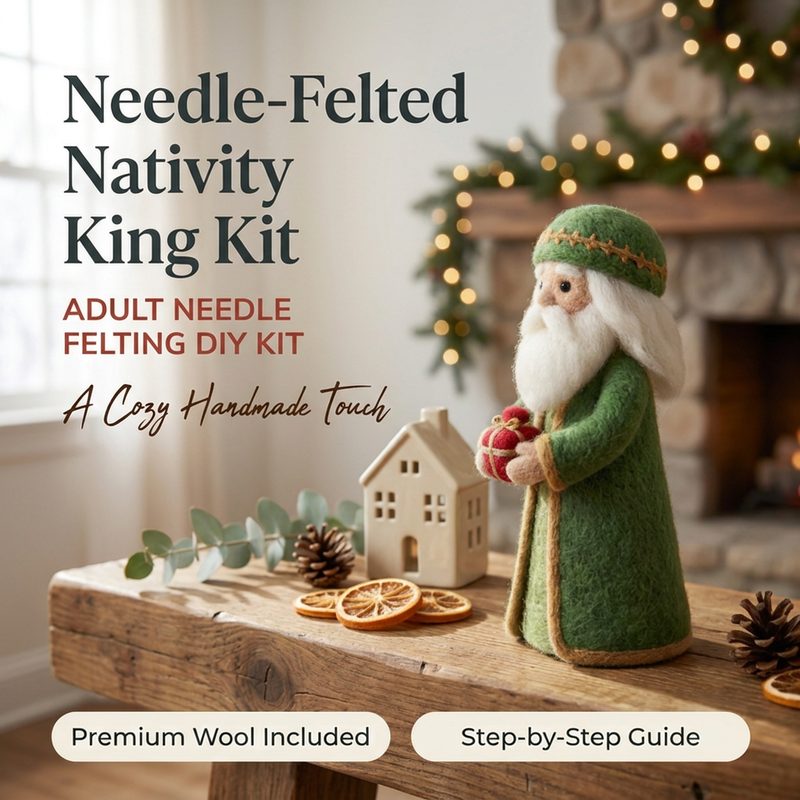 Needle-Felted
Nativity
King Kit
ADULT NEEDLE
FELTING DIY KIT
A Cozy Handmade Touch
Premium Wool Included
Step-by-Step Guide